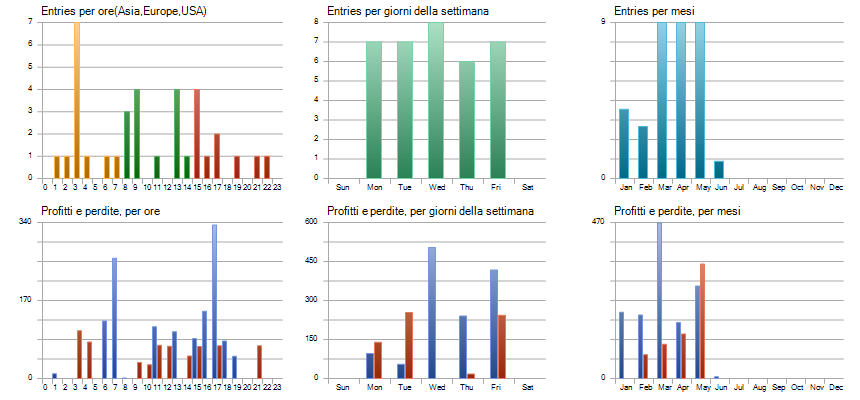 Entries per ore(Asia,Europe,USA)
7
6
5
4
3
2
1
0
0 1 2 3 4 5 6 7 8 9 10 11 12 13 14 15 16 17 18 19 20 21 22 23
Entries per giorni della settimana
8
7
6
5
4
3
2
1
0
Sun Mon Tue Wed Thu Fri Sat
Entries per mesi
9
0
Jan Feb Mar Apr May Jun Jul Aug Sep Oct Nov Dec
Profitti e perdite, per ore
340
170
0
0 1 2 3 4 5 6 7 8 9 10 11 12 13 14 15 16 17 18 19 20 21 22 23
Profitti e perdite, per giorni della settimana
600
450
300
150
0
Sun Mon Tue Wed Thu Fri Sat
Profitti e perdite, per mesi
470
0
Jan Feb Mar Apr May Jun Jul Aug Sep Oct Nov Dec